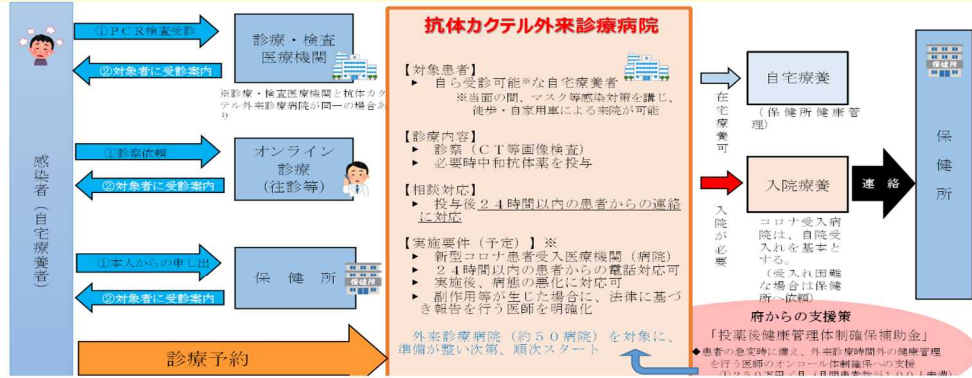 ①PCR検査受診
②対象者に受診案内
診療・検査
医療機関
※診療・検査医療機関と抗体カク
テル外来診療病院が同一の場合あ
り
感染者（自宅療養者）
①診察依頼
②対象者に受診案内
オンライン
診療
（往診等）
①本人からの申し出
②対象者に受診案内
保健所
診療予約
抗体カクテル外来診療病院
【対象患者】
▶ 自ら受診可能※な自宅療養者
※当面の間、マスク等感染対策を講じ、
徒歩・自家用車による来院が可能
【診療内容】
▶ 診察（CT等画像検査）
▶ 必要時中和抗体薬を投与
【相談対応】
▶ 投与後24時間以内の患者からの連絡
に対応
【実施要件（予定）】※
▶ 新型コロナ患者受入医療機関（病院）
▶ 24時間以内の患者からの電話対応可
▶ 実施後、病態の悪化に対応可
▶ 副作用等が生じた場合に、法律に基づ
き報告を行う医師を明確化
外来診療病院（約50病院）を対象に、
準備が整い次第、順次スタート
在宅療養可
自宅療養
（保健所健康管
理）
入院が必要
入院療養
連絡
コロナ受入病
院は、自院受
入れを基本と
する。
（受入れ困難
な場合は保健
所へ依頼）
保健所
保健所
保健所
府からの支援策
「投薬後健康管理体制確保補助金」
◆患者の急変時に備え、外来診療時間外の健康管理
を行う医師のオンコール体制確保への支援